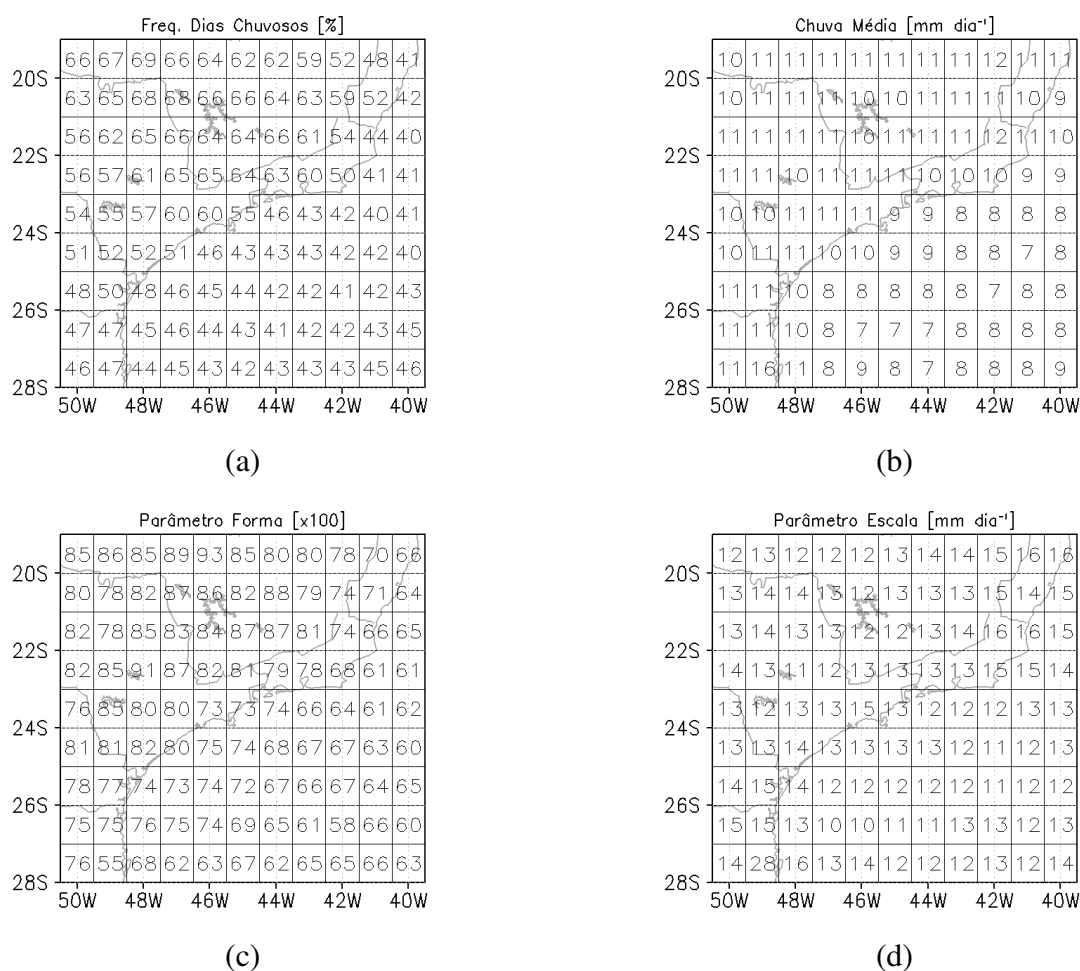 Freq. Dias Chuvosos [%]
66 67 69 66 64 62 62 59 52 48 41
20S
63 65 68 68 66 66 64 63 59 52 42
56 62 65 66 64 64 66 61 54 44 40
22S
56 57 61 65 65 64 63 60 50 41 41
54 55 57 60 60 55 46 43 42 40 41
24S
51 52 52 51 46 43 43 43 42 42 40
48 50 48 46 45 44 42 42 41 42 43
26S
47 47 45 46 44 43 41 42 42 43 45
46 47 44 45 43 42 43 43 43 45 46
28S
50W 48W 46W 44W 42W 40W
(a)
Chuva Média [mm dia⁻¹]
10 11 11 11 11 11 11 11 12 11 11
20S
10 11 11 11 10 10 11 11 11 10 9
11 11 11 11 10 11 11 11 12 11 10
22S
11 11 10 11 11 11 10 10 10 9 9
10 10 11 11 11 9 9 8 8 8 8
24S
10 11 11 10 10 9 9 8 8 7 8
11 11 10 8 8 8 8 8 7 8 8
26S
11 11 10 8 7 7 7 8 8 8 8
11 16 11 8 9 8 7 8 8 8 9
28S
50W 48W 46W 44W 42W 40W
(b)
Parâmetro Forma [x100]
85 86 85 89 93 85 80 80 78 70 66
20S
80 78 82 87 86 82 88 79 74 71 64
82 78 85 83 84 87 87 81 74 66 65
22S
82 85 91 87 82 81 79 78 68 61 61
76 85 80 80 73 73 74 66 64 61 62
24S
81 81 82 80 75 74 68 67 67 63 60
78 77 74 73 74 72 67 66 67 64 65
26S
75 75 76 75 74 69 65 61 58 66 60
76 55 68 62 63 67 62 65 65 66 63
28S
50W 48W 46W 44W 42W 40W
(c)
Parâmetro Escala [mm dia⁻¹]
12 13 12 12 12 13 14 14 15 16 16
20S
13 14 14 13 12 13 13 13 15 14 15
13 14 13 13 12 12 13 14 16 16 15
22S
14 13 11 12 13 13 13 13 15 15 14
13 12 13 13 15 13 12 12 12 13 13
24S
13 13 14 13 13 13 13 12 11 12 13
14 15 14 12 12 12 12 12 11 12 12
26S
15 15 13 10 10 11 11 13 13 12 13
14 28 16 13 14 12 12 12 13 12 14
28S
50W 48W 46W 44W 42W 40W
(d)